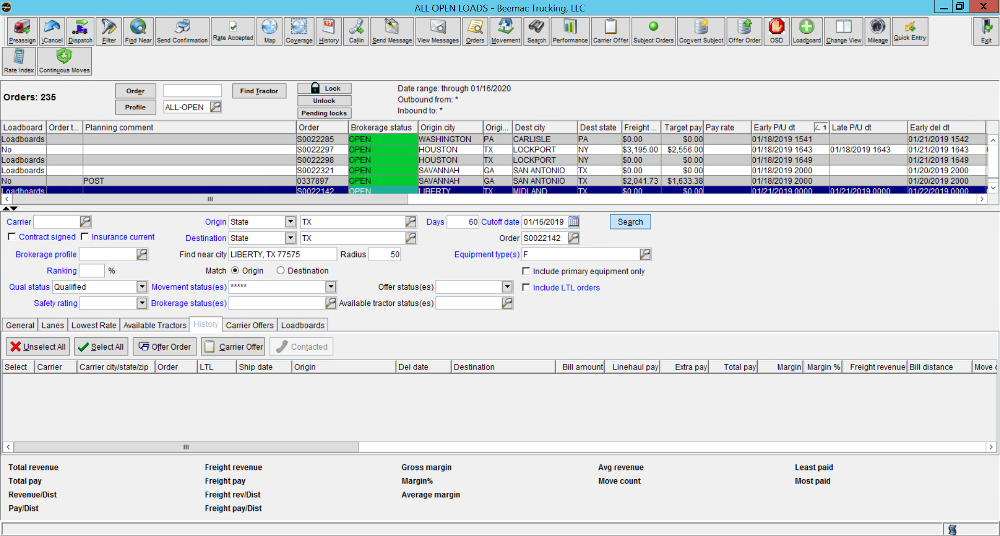 ALL OPEN LOADS - Beemac Trucking, LLC
Preassign \Cancel Dispatch Filter Find Near Send Confirmation Rate Accepted Map Coverage History Callin Send Message View Messages Orders Movement Search Performance Carrier Offer Subject Orders Convert Subject Offer Order OSD Loadboard Change View Mileage Quick Entry Exit
Rate Index Continuous Moves
Orders: 235 Order Find Tractor Lock Date range: through 01/16/2020
Unlock Outbound from: *
Profile ALL-OPEN Pending locks Inbound to: *
Loadboard Order t... Planning comment Order Brokerage status Origin city Origi... Dest city Dest state Freight ... Target pay Pay rate Early P/U dt 1 Late P/U dt Early del dt
Loadboards S0022285 OPEN WASHINGTON PA CARLISLE PA $0.00 $0.00 01/18/2019 1541 01/21/2019 1542
No S0022297 OPEN HOUSTON TX LOCKPORT NY $3,195.00 $2,556.00 01/18/2019 1643 01/18/2019 1643 01/21/2019 1643
Loadboards S0022298 OPEN HOUSTON TX LOCKPORT NY $0.00 $0.00 01/18/2019 1649 01/21/2019 1649
Loadboards S0022321 OPEN SAVANNAH GA SAN ANTONIO TX $0.00 $0.00 01/18/2019 2000 01/20/2019 2000
No POST 0337897 OPEN SAVANNAH GA SAN ANTONIO TX $2,041.73 $1,633.38 01/18/2019 2000 01/20/2019 2000
Loadboards S0022142 OPEN LIBERTY TX MIDLAND TX $0.00 $0.00 01/21/2019 0000 01/21/2019 0000 01/22/2019 0000
Carrier Origin State TX Days 60 Cutoff date 01/16/2019 Search
Contract signed Insurance current Destination State TX Order S0022142
Brokerage profile Find near city LIBERTY, TX 77575 Radius 50 Equipment type(s) F
Ranking % Match Origin Destination Include primary equipment only
Qual status Qualified Movement status(es) ***** Offer status(es) Include LTL orders
Safety rating Brokerage status(es) Available tractor status(es)
General Lanes Lowest Rate Available Tractors History Carrier Offers Loadboards
Unselect All Select All Offer Order Carrier Offer Contacted
Select Carrier Carrier city/state/zip Order LTL Ship date Origin Del date Destination Bill amount Linehaul pay Extra pay Total pay Margin Margin % Freight revenue Bill distance Move
Total revenue Freight revenue Gross margin Avg revenue Least paid
Total pay Freight pay Margin% Move count Most paid
Revenue/Dist Freight rev/Dist Average margin
Pay/Dist Freight pay/Dist